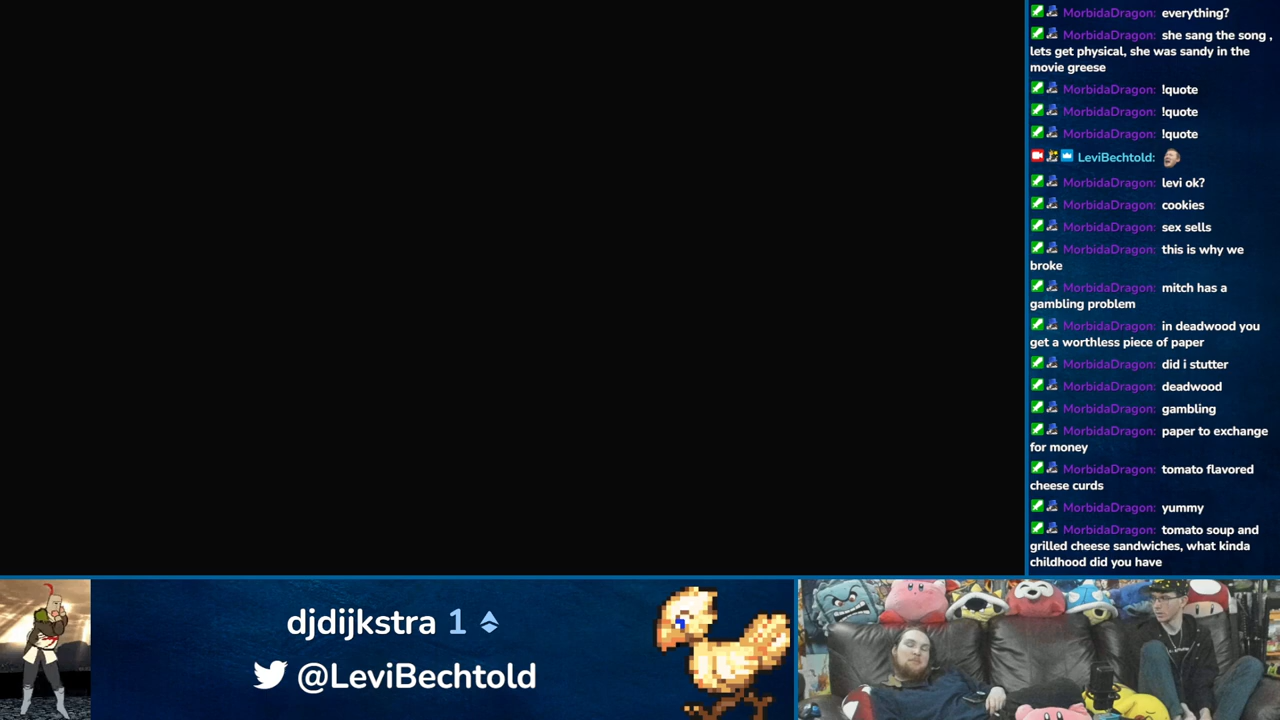 MorbidaDragon: everything?
MorbidaDragon: she sang the song ,
lets get physical, she was sandy in the
movie greese
MorbidaDragon: !quote
MorbidaDragon: !quote
MorbidaDragon: !quote
LeviBechtold:
MorbidaDragon: levi ok?
MorbidaDragon: cookies
MorbidaDragon: sex sells
MorbidaDragon: this is why we
broke
MorbidaDragon: mitch has a
gambling problem
MorbidaDragon: in deadwood you
get a worthless piece of paper
MorbidaDragon: did i stutter
MorbidaDragon: deadwood
MorbidaDragon: gambling
MorbidaDragon: paper to exchange
for money
MorbidaDragon: tomato flavored
cheese curds
MorbidaDragon: yummy
MorbidaDragon: tomato soup and
grilled cheese sandwiches, what kinda
childhood did you have
djdijkstra 1
@LeviBechtold